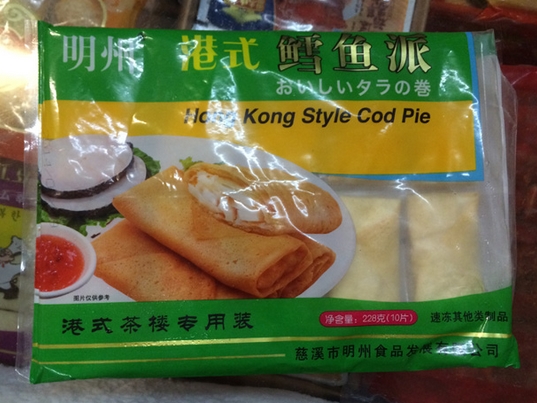 明州 港式 鳕鱼派
おいしいタラの巻
Hong Kong Style Cod Pie
图片仅供参考
港式茶楼专用装
净含量：228克(10片)
速冻其他类制品
慈溪市明州食品发展有限公司